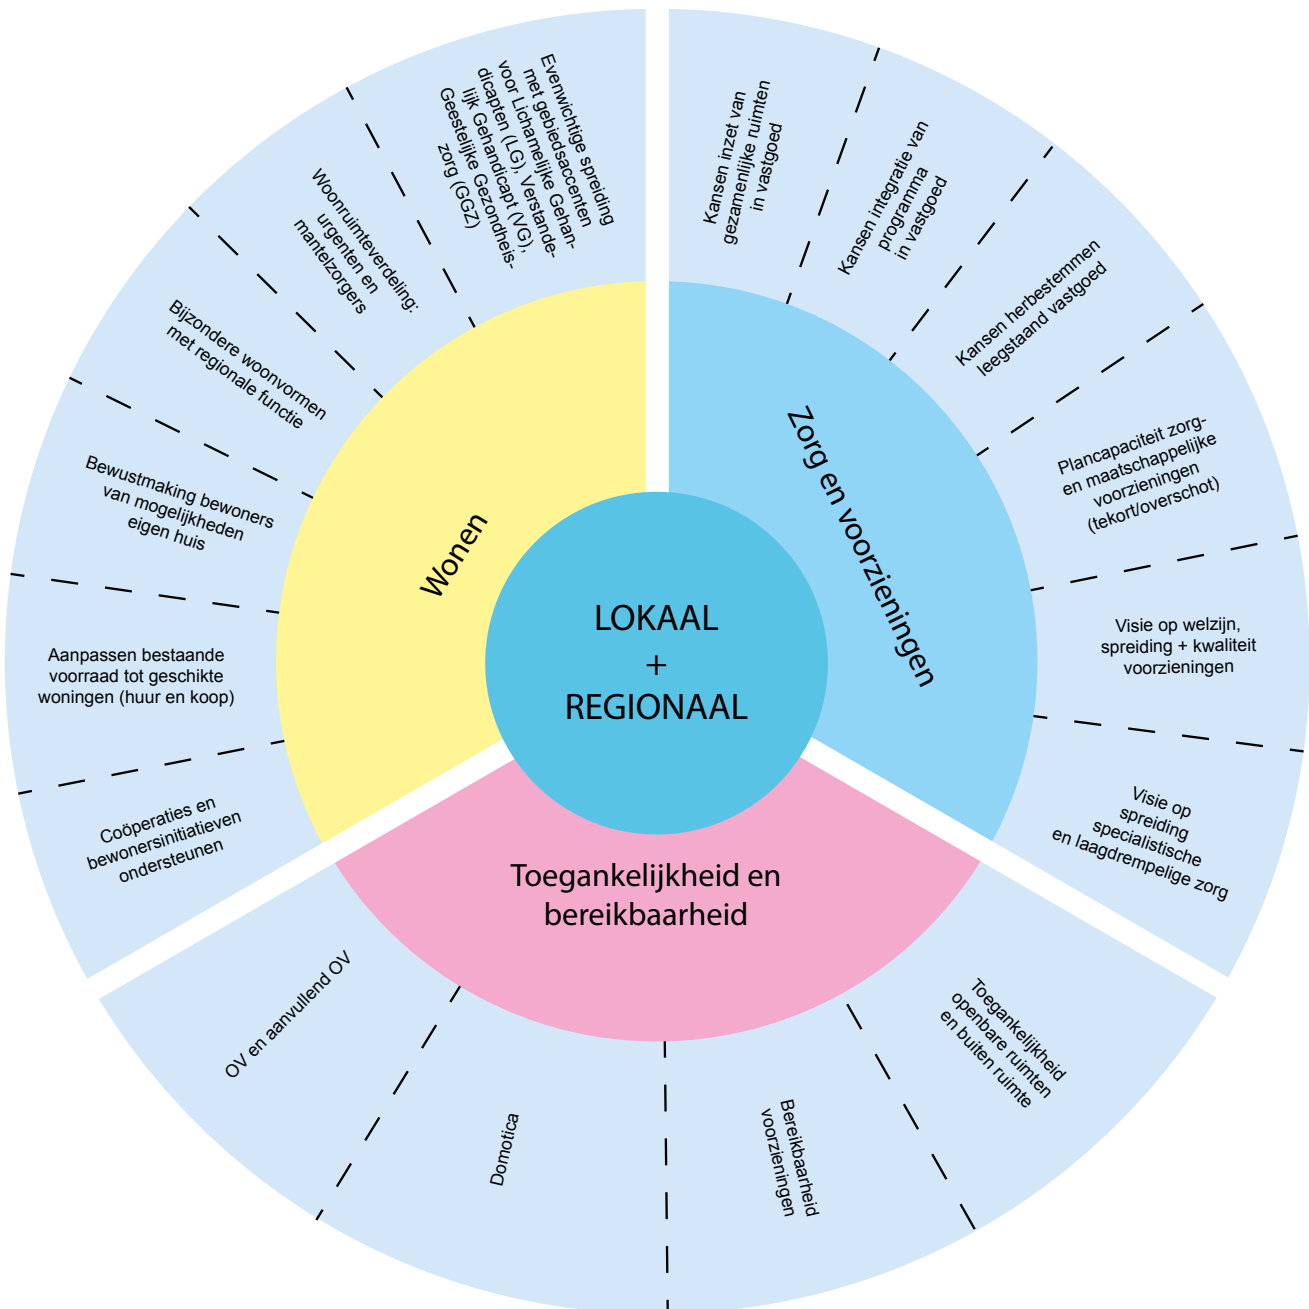 LOKAAL
+
REGIONAAL
Wonen
Evenwichtige spreiding
met gebiedsaccenten
voor Lichamelijke Gehan-
dicapten (LG), Verstande-
lijk Gehandicapt (VG),
Geestelijke Gezondheis-
zorg (GGZ)
Woonruimteverdeling:
urgenten en
mantelzorgers
Bijzondere woonvormen
met regionale functie
Bewustmaking bewoners
van mogelijkheden
eigen huis
Aanpassen bestaande
voorraad tot geschikte
woningen (huur en koop)
Coöperaties en
bewonersinitiatieven
ondersteunen
Zorg en voorzieningen
Kansen inzet van
gezamenlijke ruimten
in vastgoed
Kansen integratie van
programma
in vastgoed
Kansen herbestemmen
leegstaand vastgoed
Plancapaciteit zorg-
en maatschappelijke
voorzieningen
(tekort/overschot)
Visie op welzijn,
spreiding + kwaliteit
voorzieningen
Visie op
spreiding
specialistische
en laagdrempelige zorg
Toegankelijkheid en
bereikbaarheid
Toegankelijkheid
openbare ruimten
en buiten ruimte
Bereikbaarheid
voorzieningen
Domotica
OV en aanvullend OV